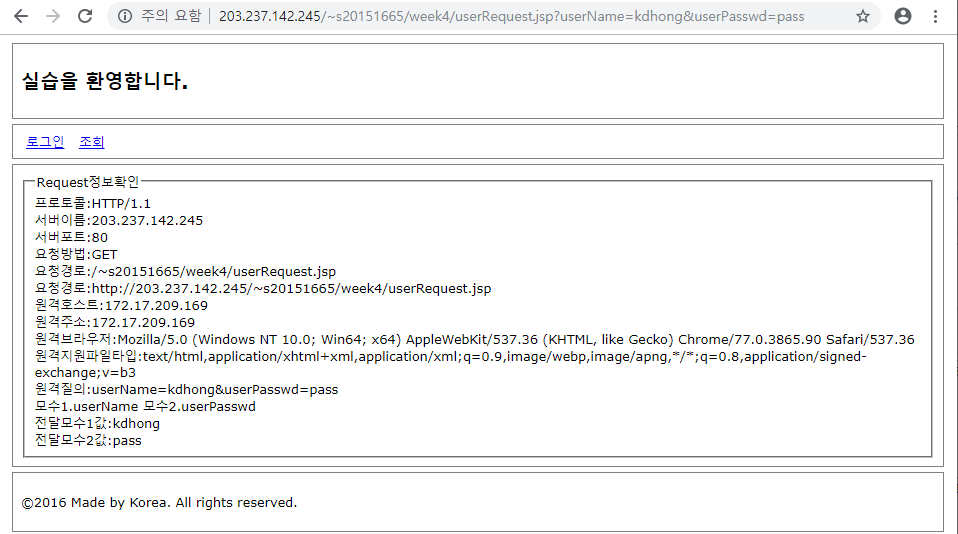 주의 요함 203.237.142.245/~s20151665/week4/userRequest.jsp?userName=kdhong&userPasswd=pass
실습을 환영합니다.
로그인 조회
Request정보확인
프로토콜:HTTP/1.1
서버이름:203.237.142.245
서버포트:80
요청방법:GET
요청경로:/~s20151665/week4/userRequest.jsp
요청경로:http://203.237.142.245/~s20151665/week4/userRequest.jsp
원격호스트:172.17.209.169
원격주소:172.17.209.169
원격브라우저:Mozilla/5.0 (Windows NT 10.0; Win64; x64) AppleWebKit/537.36 (KHTML, like Gecko) Chrome/77.0.3865.90 Safari/537.36
원격지원파일타입:text/html,application/xhtml+xml,application/xml;q=0.9,image/webp,image/apng,*/*;q=0.8,application/signed-
exchange;v=b3
원격질의:userName=kdhong&userPasswd=pass
모수1.userName 모수2.userPasswd
전달모수1값:kdhong
전달모수2값:pass
©2016 Made by Korea. All rights reserved.